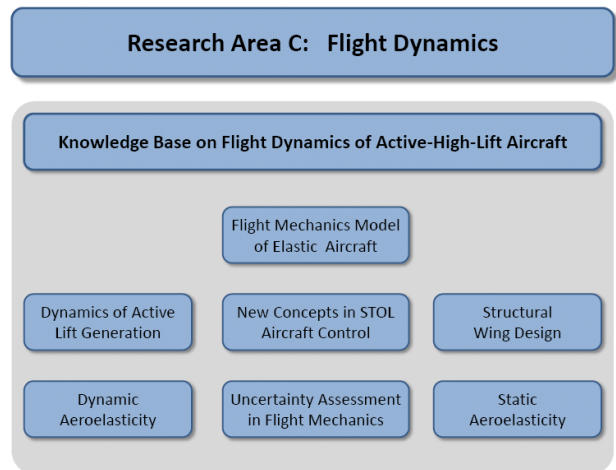 Research Area C: Flight Dynamics
Knowledge Base on Flight Dynamics of Active-High-Lift Aircraft
Flight Mechanics Model
of Elastic Aircraft
Dynamics of Active
Lift Generation
New Concepts in STOL
Aircraft Control
Structural
Wing Design
Dynamic
Aeroelasticity
Uncertainty Assessment
in Flight Mechanics
Static
Aeroelasticity